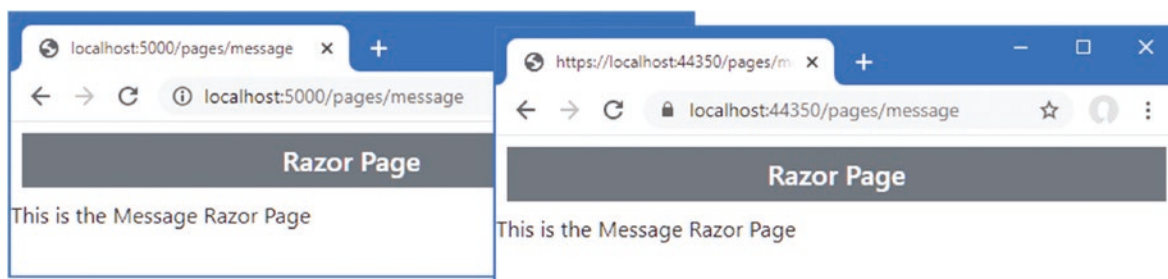 localhost:5000/pages/message
localhost:5000/pages/message
Razor Page
This is the Message Razor Page
https://localhost:44350/pages/m
localhost:44350/pages/message
Razor Page
This is the Message Razor Page